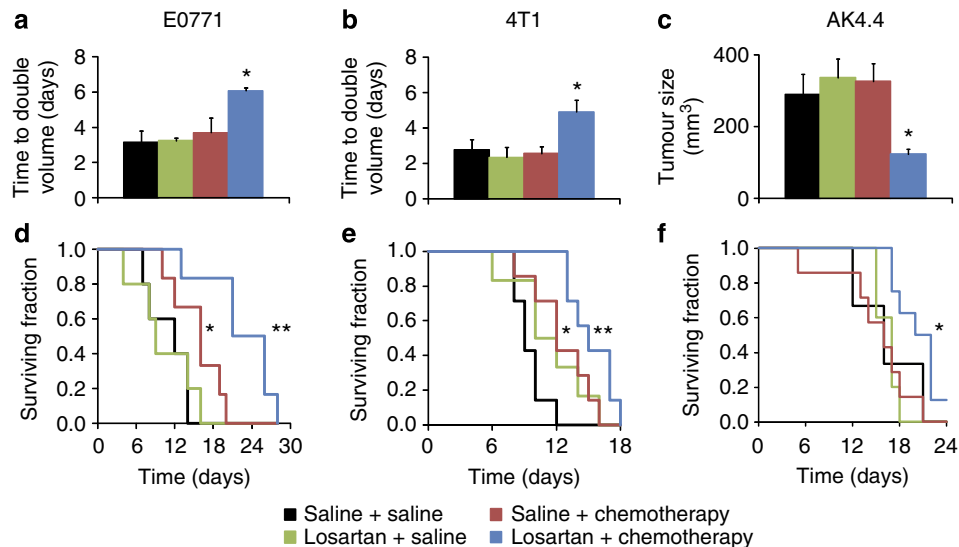 a E0771 b 4T1 c AK4.4
Time to double volume (days)
8
6
4
2
0
*
Time to double volume (days)
8
6
4
2
0
*
Tumour size (mm3)
400
200
0
*
d
Surviving fraction
1.0
0.8
0.6
0.4
0.2
0.0
* **
0 6 12 18 24 30
Time (days)
e
Surviving fraction
1.0
0.8
0.6
0.4
0.2
0.0
* **
0 6 12 18
Time (days)
f
Surviving fraction
1.0
0.8
0.6
0.4
0.2
0.0
*
0 6 12 18 24
Time (days)
Saline + saline
Saline + chemotherapy
Losartan + saline
Losartan + chemotherapy